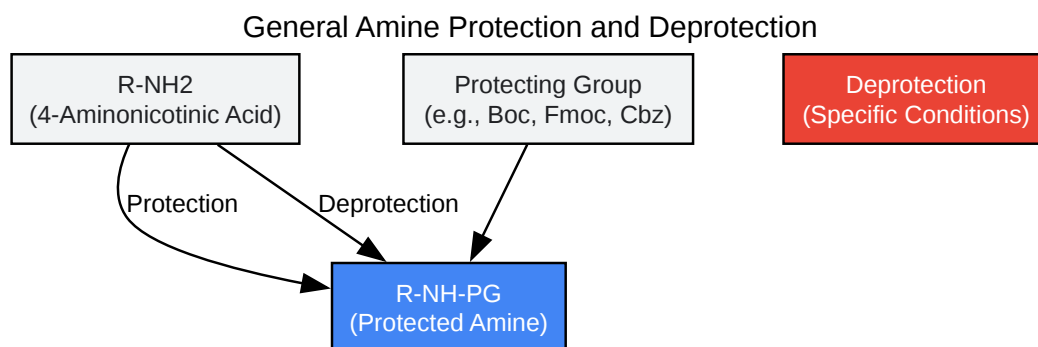 General Amine Protection and Deprotection
R-NH2
(4-Aminonicotinic Acid)
Protecting Group
(e.g., Boc, Fmoc, Cbz)
Deprotection
(Specific Conditions)
Protection
Deprotection
R-NH-PG
(Protected Amine)